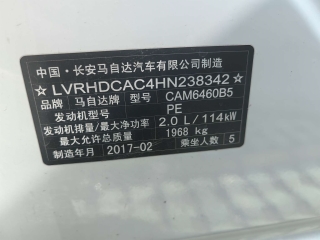 中国·长安马自达汽车有限公司制造
★LVRHDCAC4HN238342★
品牌 马自达 型号 CAM6460B5
发动机型号 PE
发动机排量/最大净功率 2.0 L/114kW
最大允许总质量 1968 kg
制造年月 2017-02 乘坐人数 5